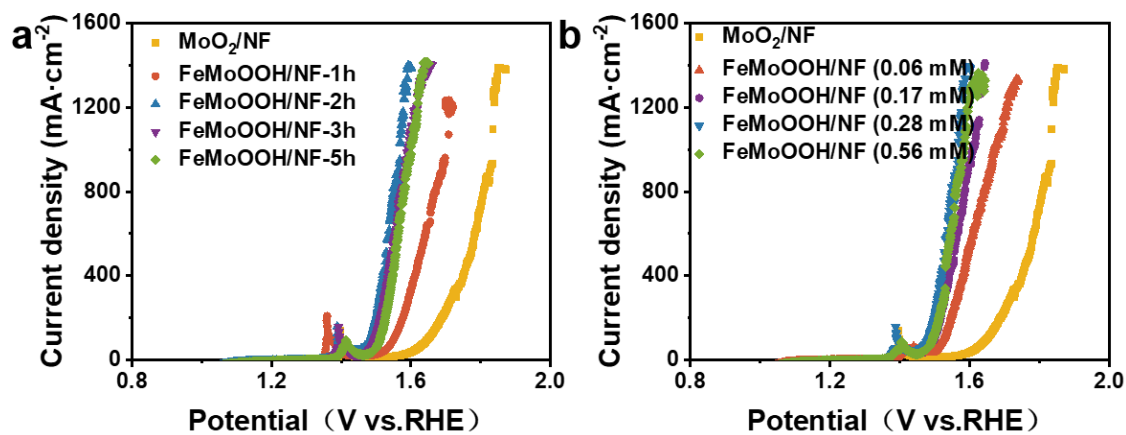 a
1600
1200
800
400
0
Current density (mA·cm⁻²)
MoO₂/NF
FeMoOOH/NF-1h
FeMoOOH/NF-2h
FeMoOOH/NF-3h
FeMoOOH/NF-5h
0.8 1.2 1.6 2.0
Potential（V vs.RHE）
b
1600
1200
800
400
0
Current density (mA·cm⁻²)
MoO₂/NF
FeMoOOH/NF (0.06 mM)
FeMoOOH/NF (0.17 mM)
FeMoOOH/NF (0.28 mM)
FeMoOOH/NF (0.56 mM)
0.8 1.2 1.6 2.0
Potential（V vs.RHE）